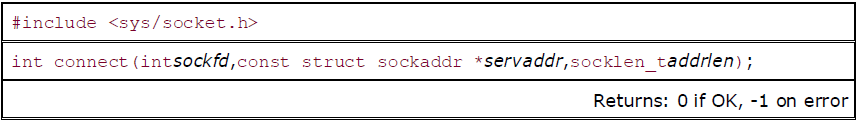 #include <sys/socket.h>
int connect(intsockfd,const struct sockaddr *servaddr,socklen_taddrlen);
Returns: 0 if OK, -1 on error